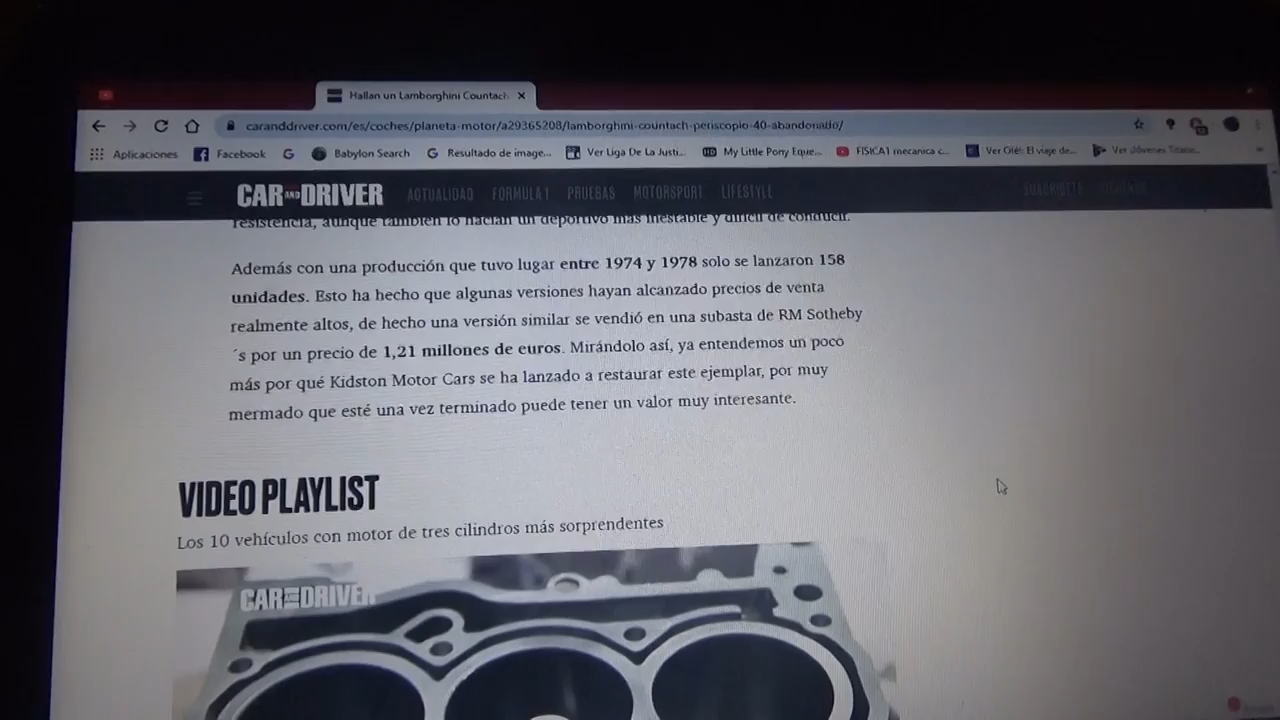 Hallan un Lamborghini Countach
caranddriver.com/es/coches/planeta-motor/a29365208/lamborghini-countach-periscopio-40-abandonado/
Aplicaciones Facebook G Babylon Search Resultado de image... Ver Liga De La Justi... My Little Pony Eque... FISICA1 mecanica c... Ver Olé: El viaje de... Ver Jóvenes Titane...
CAR AND DRIVER ACTUALIDAD FORMULA 1 PRUEBAS MOTORSPORT LIFESTYLE
resistencia, aunque también lo hacían un deportivo más inestable y difícil de conducir.
Además con una producción que tuvo lugar entre 1974 y 1978 solo se lanzaron 158
unidades. Esto ha hecho que algunas versiones hayan alcanzado precios de venta
realmente altos, de hecho una versión similar se vendió en una subasta de RM Sotheby
´s por un precio de 1,21 millones de euros. Mirándolo así, ya entendemos un poco
más por qué Kidston Motor Cars se ha lanzado a restaurar este ejemplar, por muy
mermado que esté una vez terminado puede tener un valor muy interesante.
VIDEO PLAYLIST
Los 10 vehículos con motor de tres cilindros más sorprendentes
CAR AND DRIVER